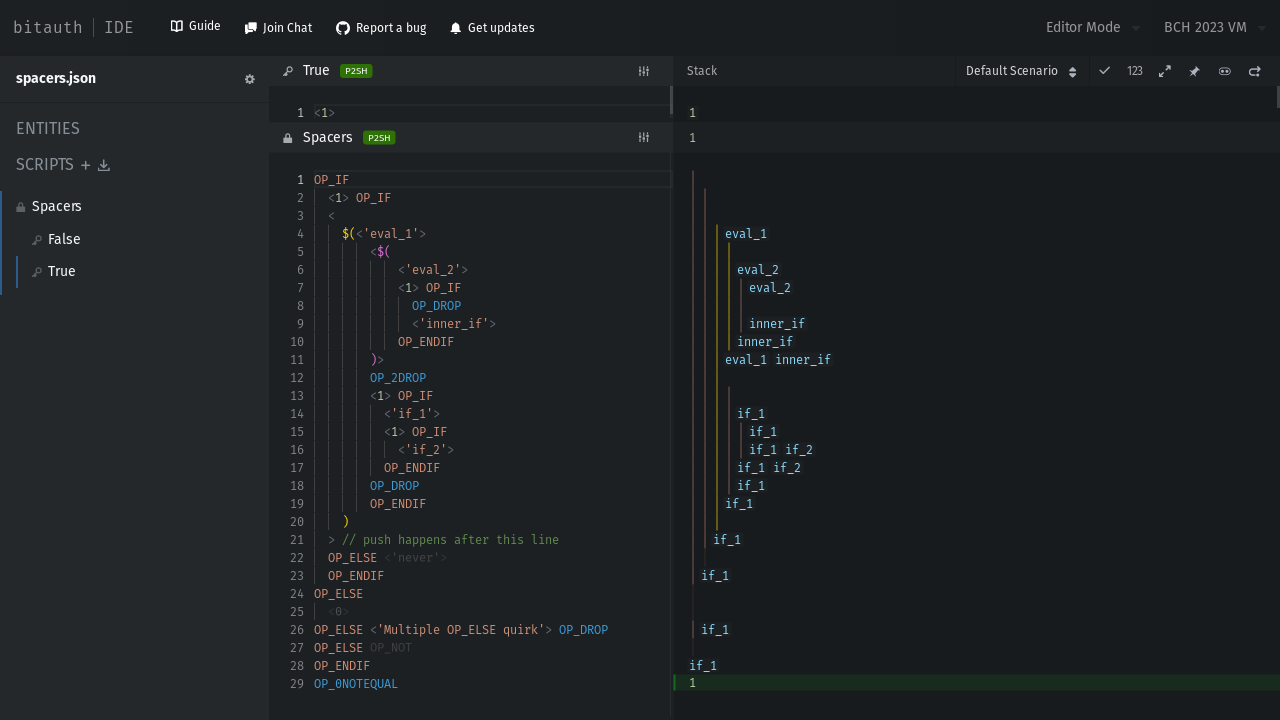 bitauth | IDE
Guide
Join Chat
Report a bug
Get updates
Editor Mode
BCH 2023 VM
spacers.json
ENTITIES
SCRIPTS +
Spacers
False
True
True P2SH
1 <1>
Spacers P2SH
1 OP_IF
2 <1> OP_IF
3 <
4 $(<'eval_1'>
5 <$(
6 <'eval_2'>
7 <1> OP_IF
8 OP_DROP
9 <'inner_if'>
10 OP_ENDIF
11 )>
12 OP_2DROP
13 <1> OP_IF
14 <'if_1'>
15 <1> OP_IF
16 <'if_2'>
17 OP_ENDIF
18 OP_DROP
19 OP_ENDIF
20 )
21 > // push happens after this line
22 OP_ELSE <'never'>
23 OP_ENDIF
24 OP_ELSE
25 <0>
26 OP_ELSE <'Multiple OP_ELSE quirk'> OP_DROP
27 OP_ELSE OP_NOT
28 OP_ENDIF
29 OP_0NOTEQUAL
Stack
Default Scenario
123
1
1
eval_1
eval_2
eval_2
inner_if
inner_if
eval_1 inner_if
if_1
if_1
if_1 if_2
if_1 if_2
if_1
if_1
if_1
if_1
if_1
if_1
1